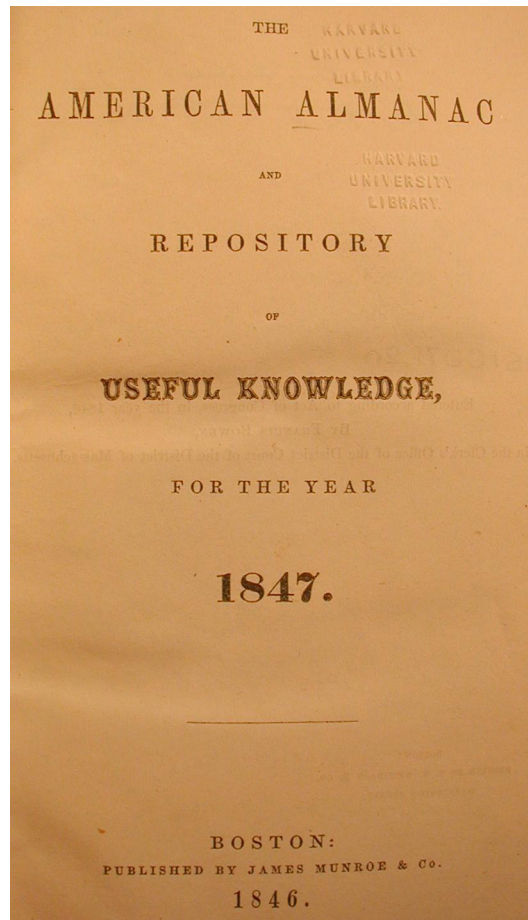 THE
HARVARD
UNIVERSITY
LIBRARY
AMERICAN ALMANAC
AND
HARVARD
UNIVERSITY
LIBRARY.
REPOSITORY
OF
USEFUL KNOWLEDGE,
FOR THE YEAR
1847.
BOSTON:
PUBLISHED BY JAMES MUNROE & Co.
1846.